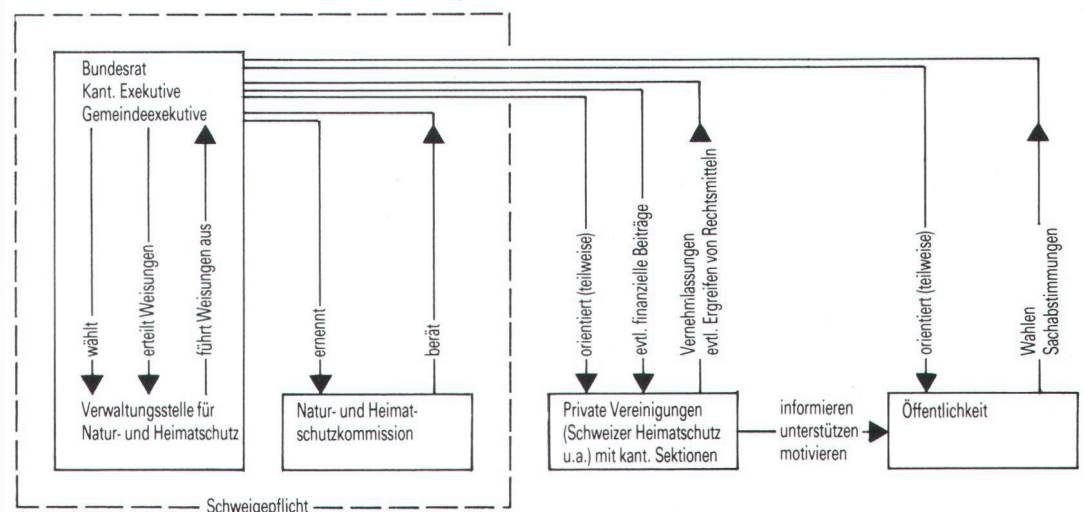 Bundesrat
Kant. Exekutive
Gemeindeexekutive
wählt
erteilt Weisungen
führt Weisungen aus
Verwaltungsstelle für
Natur- und Heimatschutz
ernennt
berät
Natur- und Heimat-
schutzkommission
Schweigepflicht
orientiert (teilweise)
evtl. finanzielle Beiträge
Vernehmlassungen
evtl. Ergreifen von Rechtsmitteln
Private Vereinigungen
(Schweizer Heimatschutz
u.a.) mit kant. Sektionen
informieren
unterstützen
motivieren
orientiert (teilweise)
Wahlen
Sachabstimmungen
Öffentlichkeit